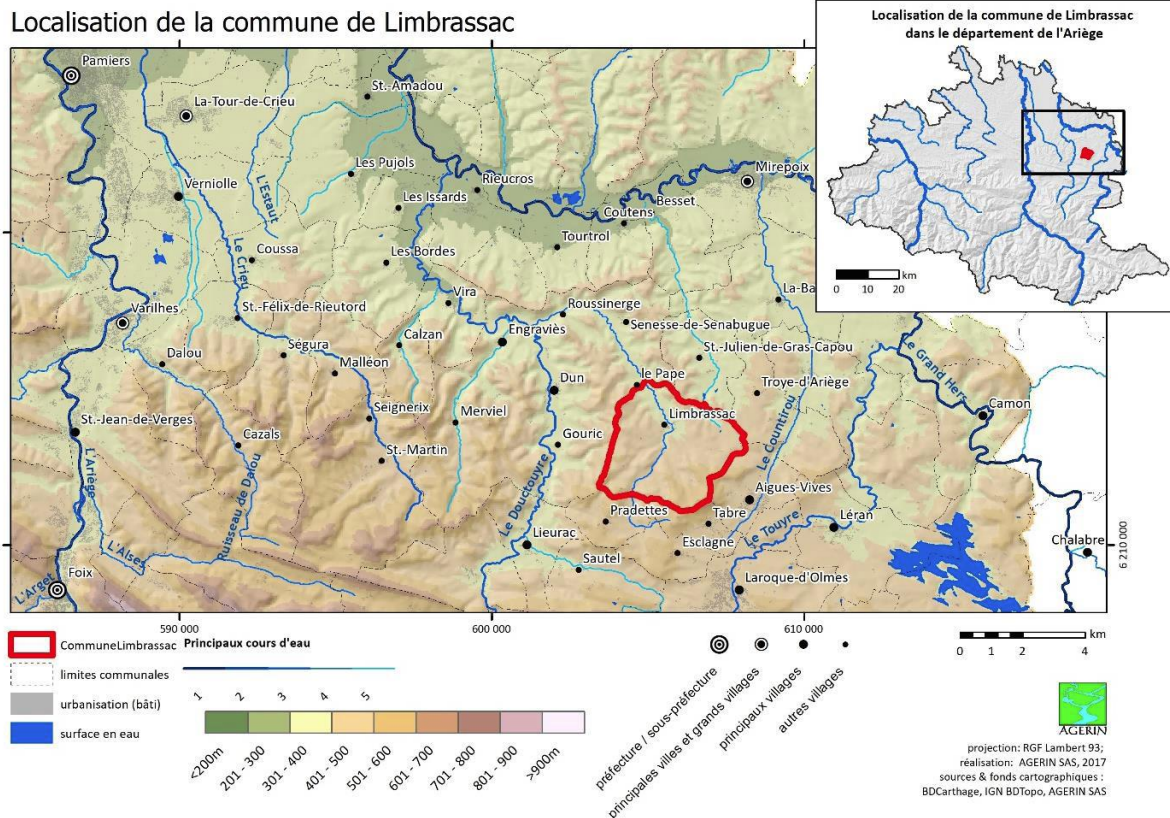 Localisation de la commune de Limbrassac
Localisation de la commune de Limbrassac
dans le département de l'Ariège
0 10 20 km
Pamiers
St.-Amadou
La-Tour-de-Crieu
Les Pujols
Mirepoix
Rieucros
Verniolle
L'Estaut
Les Issards
Besset
Coutens
Tourtrol
Le Crieu
Coussa
Les Bordes
Vira
La-Ba
Roussinerge
Varilhes
St.-Félix-de-Rieutord
Senesse-de-Senabugue
Engraviès
Calzan
Ségura
St.-Julien-de-Gras-Capou
Le Grand Hers
Dalou
Malléon
le Pape
Dun
Troye-d'Ariège
Camon
Seignerix
Merviel
Limbrassac
St.-Jean-de-Verges
Cazals
Gouric
Le Countirou
St.-Martin
L'Ariège
Ruisseau de Dalou
Le Douctouyre
Aigues-Vives
Pradettes
Tabre
Léran
Le Touyre
Lieurac
Esclagne
Chalabre
L'Alses
Sautel
Foix
L'Arget
Laroque-d'Olmes
6 210 000
590 000
600 000
610 000
CommuneLimbrassac
limites communales
urbanisation (bâti)
surface en eau
Principaux cours d'eau
1 2 3 4 5
<200m
201 - 300
301 - 400
401 - 500
501 - 600
601 - 700
701 - 800
801 - 900
>900m
préfecture / sous-préfecture
principales villes et grands villages
principaux villages
autres villages
km
0 1 2 4
AGERIN
projection: RGF Lambert 93;
réalisation: AGERIN SAS, 2017
sources & fonds cartographiques :
BDCarthage, IGN BDTopo, AGERIN SAS